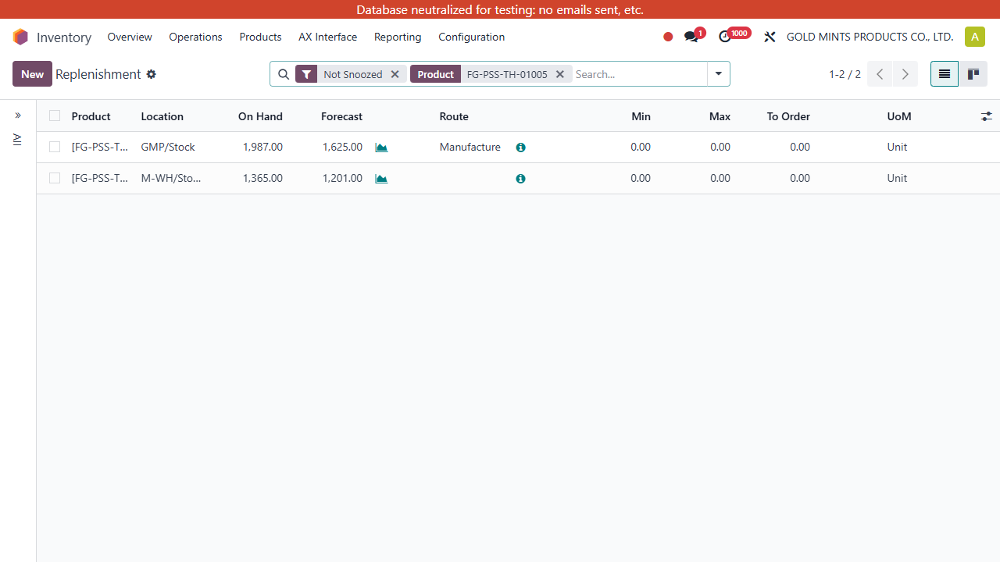 Database neutralized for testing: no emails sent, etc.
Inventory Overview Operations Products AX Interface Reporting Configuration 1 1000 GOLD MINTS PRODUCTS CO., LTD. A
New Replenishment Not Snoozed Product FG-PSS-TH-01005 Search... 1-2 / 2
All
Product Location On Hand Forecast Route Min Max To Order UoM
[FG-PSS-T... GMP/Stock 1,987.00 1,625.00 Manufacture 0.00 0.00 0.00 Unit
[FG-PSS-T... M-WH/Sto... 1,365.00 1,201.00 0.00 0.00 0.00 Unit